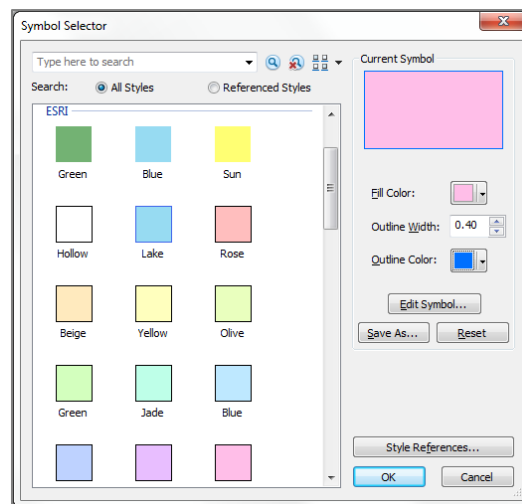 Symbol Selector
Type here to search
Search: All Styles Referenced Styles
ESRI
Green Blue Sun
Hollow Lake Rose
Beige Yellow Olive
Green Jade Blue
Current Symbol
Fill Color:
Outline Width: 0.40
Outline Color:
Edit Symbol...
Save As... Reset
Style References...
OK Cancel